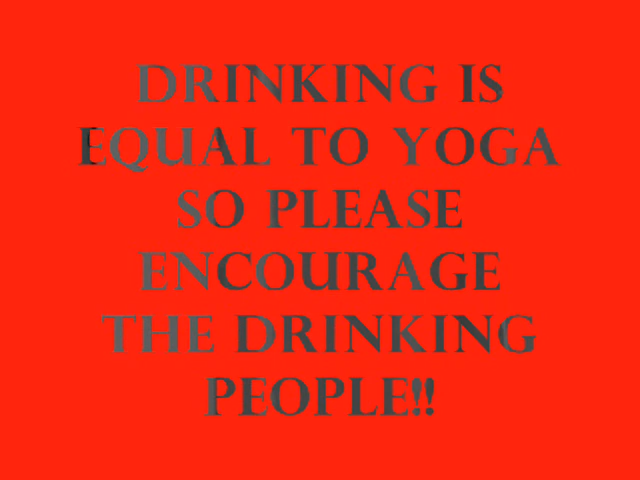 DRINKING IS
EQUAL TO YOGA
SO PLEASE
ENCOURAGE
THE DRINKING
PEOPLE!!